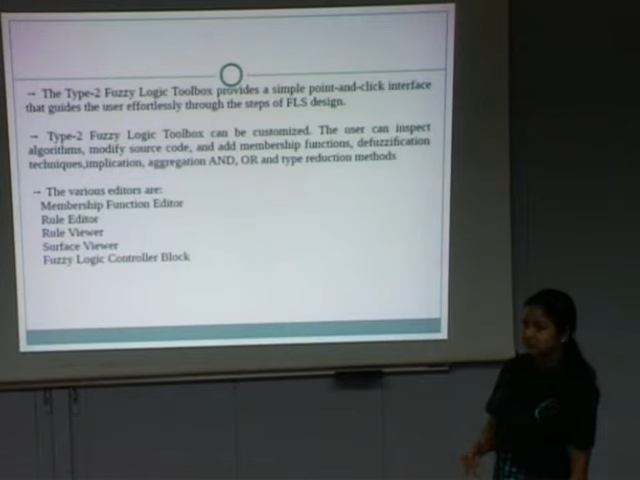 → The Type-2 Fuzzy Logic Toolbox provides a simple point-and-click interface
that guides the user effortlessly through the steps of FLS design.
→ Type-2 Fuzzy Logic Toolbox can be customized. The user can inspect
algorithms, modify source code, and add membership functions, defuzzification
techniques,implication, aggregation AND, OR and type reduction methods
→ The various editors are:
Membership Function Editor
Rule Editor
Rule Viewer
Surface Viewer
Fuzzy Logic Controller Block